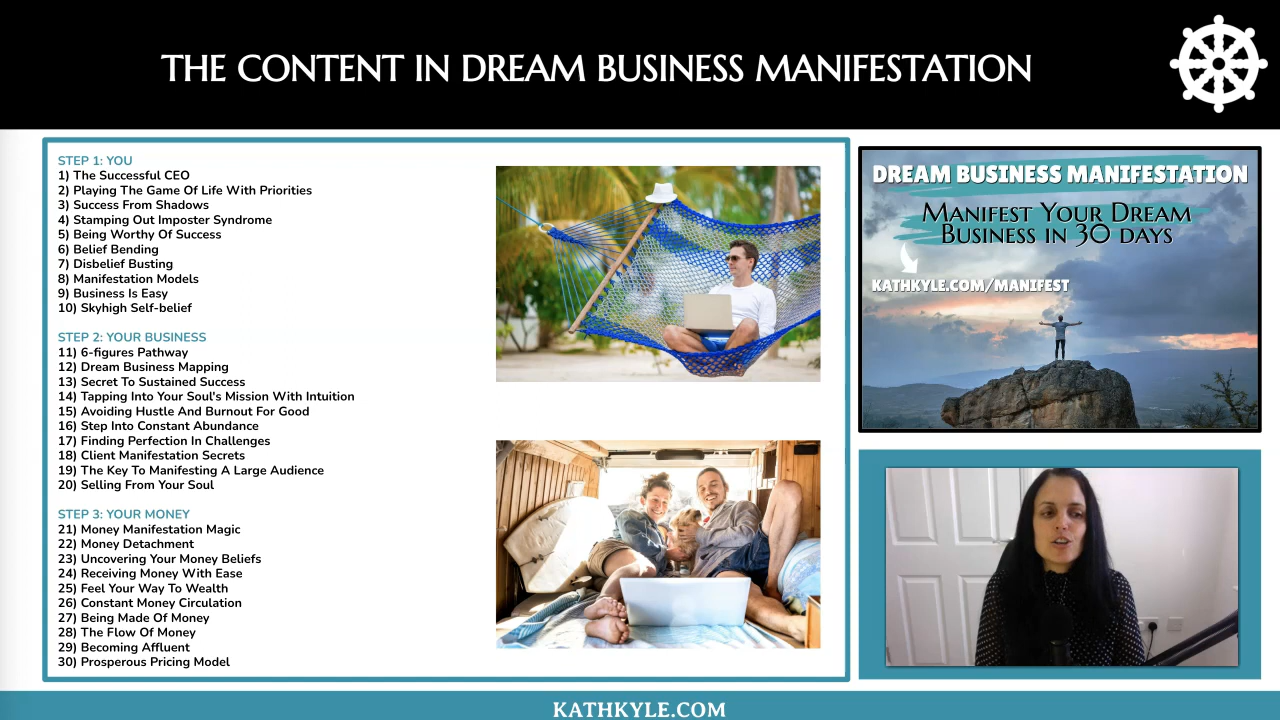 THE CONTENT IN DREAM BUSINESS MANIFESTATION
STEP 1: YOU
1) The Successful CEO
2) Playing The Game Of Life With Priorities
3) Success From Shadows
4) Stamping Out Imposter Syndrome
5) Being Worthy Of Success
6) Belief Bending
7) Disbelief Busting
8) Manifestation Models
9) Business Is Easy
10) Skyhigh Self-belief
STEP 2: YOUR BUSINESS
11) 6-figures Pathway
12) Dream Business Mapping
13) Secret To Sustained Success
14) Tapping Into Your Soul's Mission With Intuition
15) Avoiding Hustle And Burnout For Good
16) Step Into Constant Abundance
17) Finding Perfection In Challenges
18) Client Manifestation Secrets
19) The Key To Manifesting A Large Audience
20) Selling From Your Soul
STEP 3: YOUR MONEY
21) Money Manifestation Magic
22) Money Detachment
23) Uncovering Your Money Beliefs
24) Receiving Money With Ease
25) Feel Your Way To Wealth
26) Constant Money Circulation
27) Being Made Of Money
28) The Flow Of Money
29) Becoming Affluent
30) Prosperous Pricing Model
DREAM BUSINESS MANIFESTATION
Manifest Your Dream
Business in 30 days
KATHKYLE.COM/MANIFEST
KATHKYLE.COM